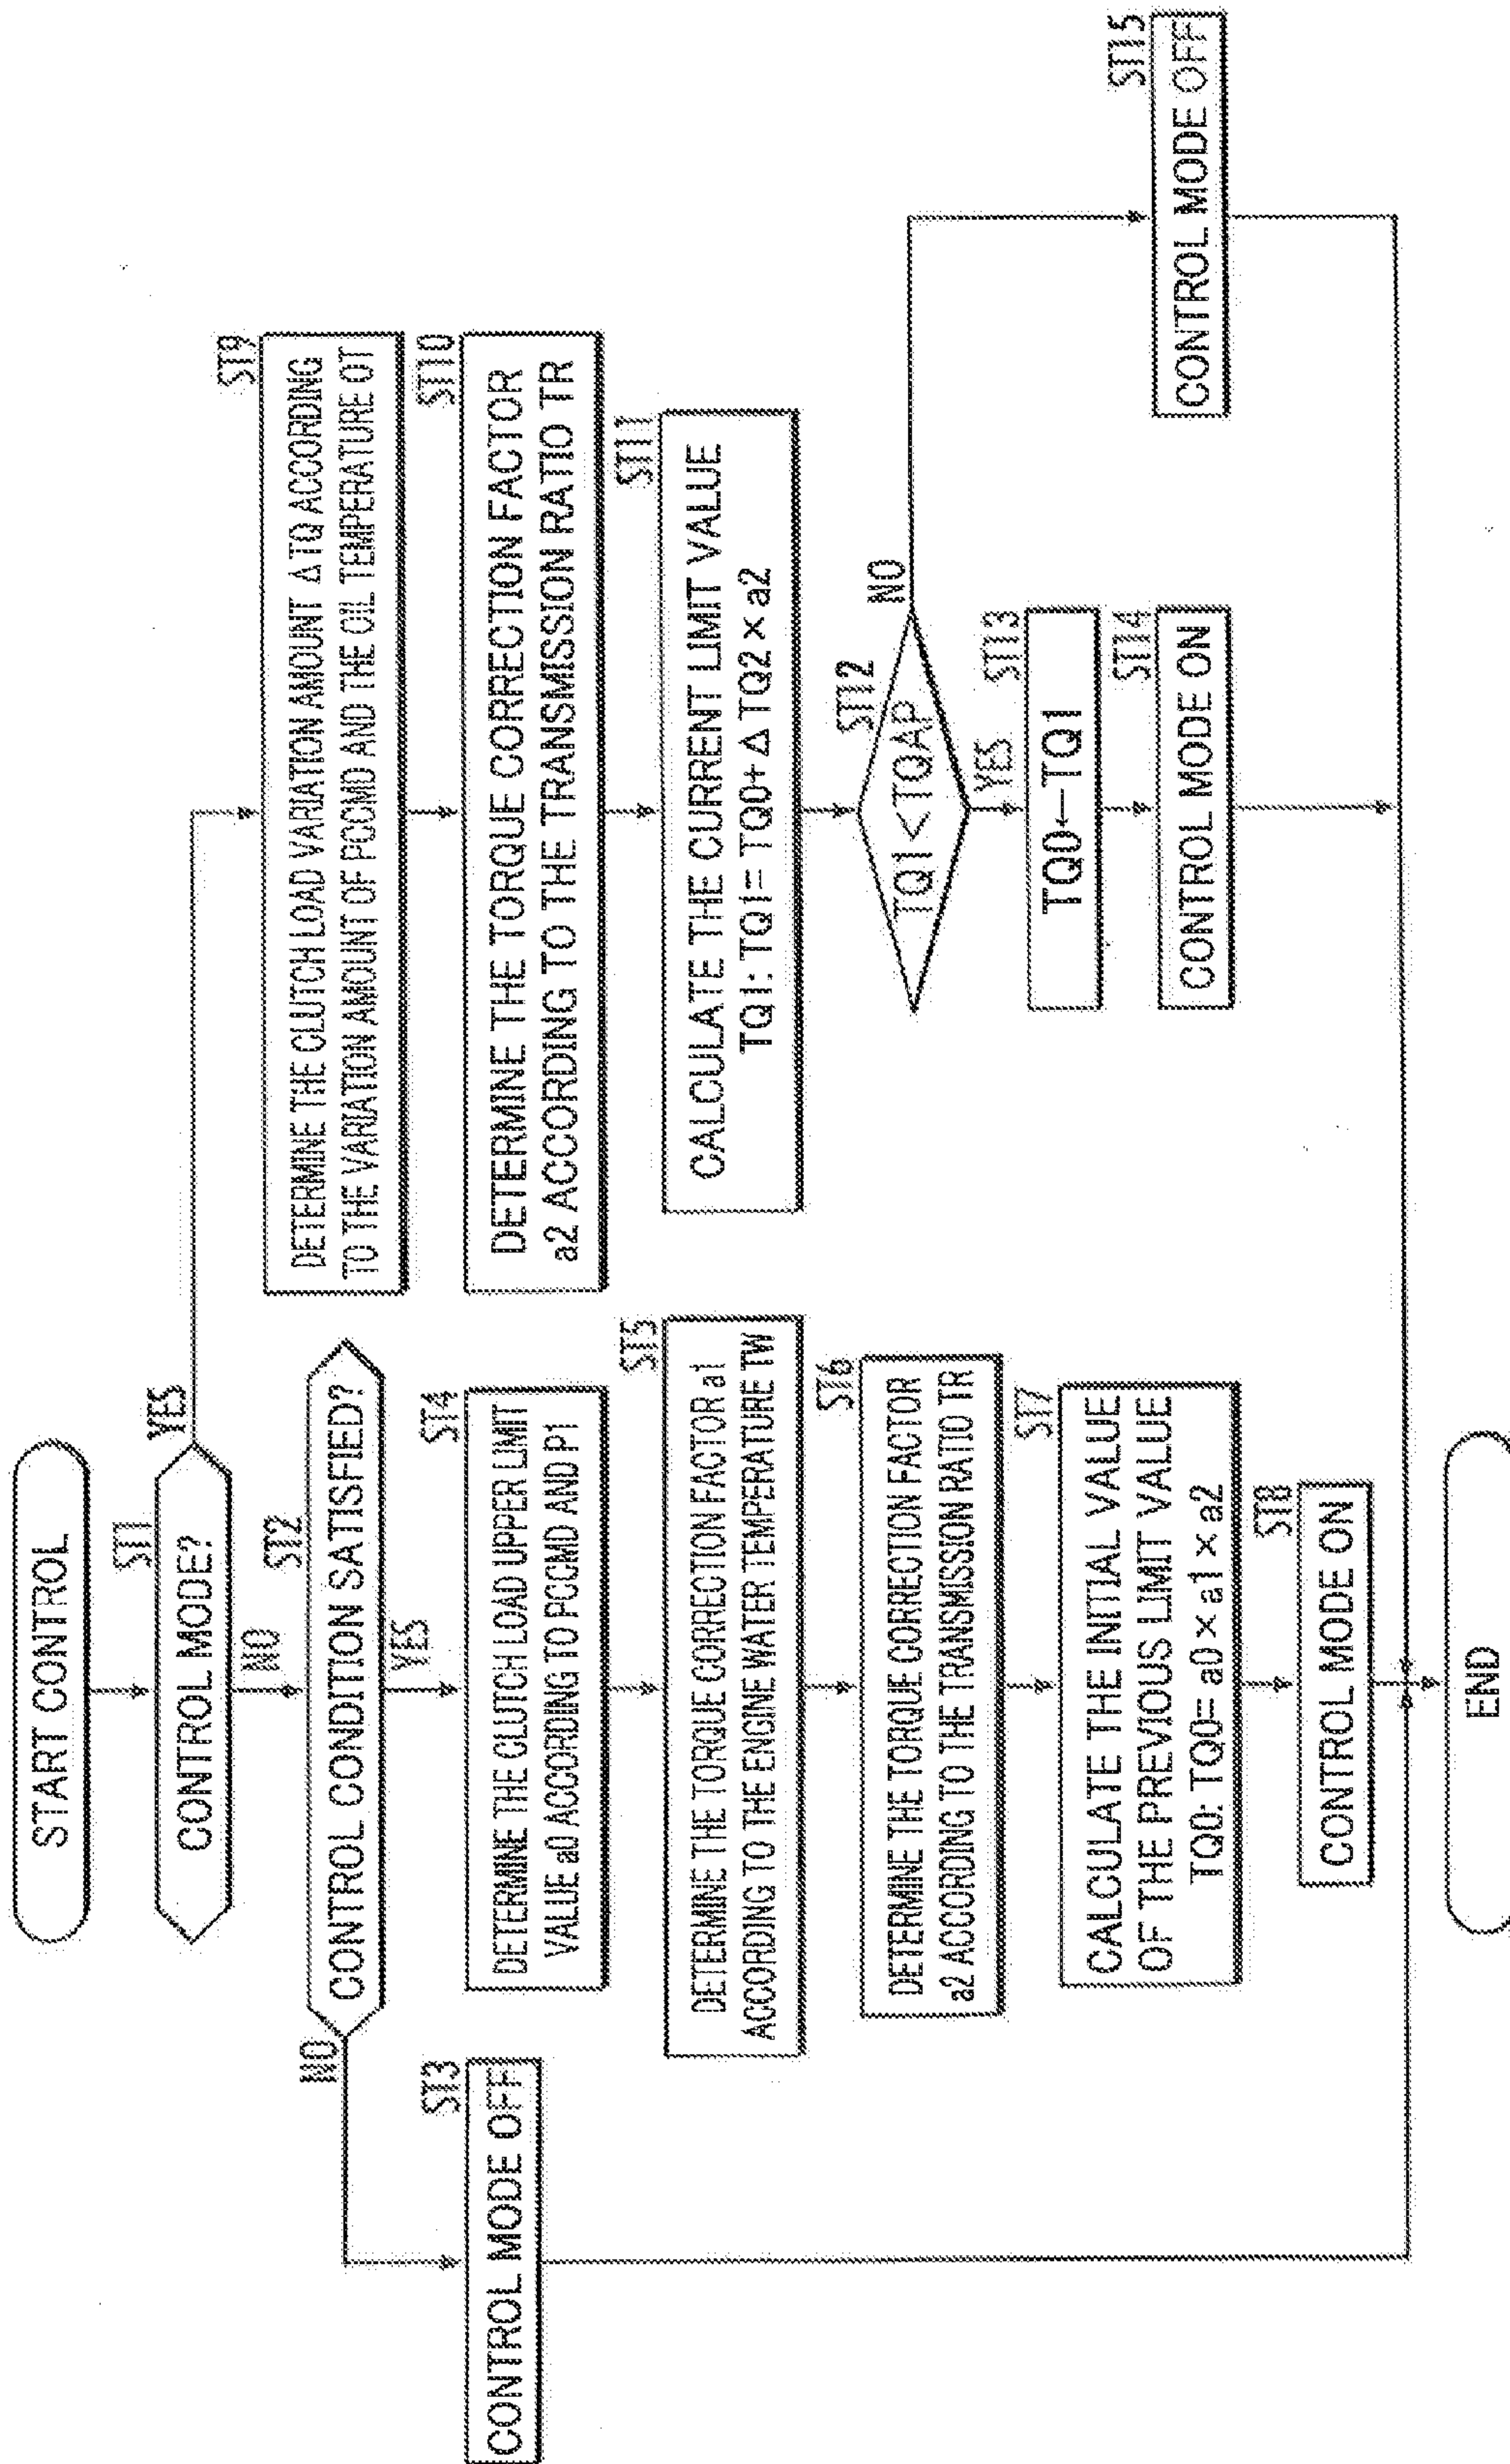 START CONTROL
ST1
CONTROL MODE?
YES
NO
ST2
CONTROL CONDITION SATISFIED?
NO
YES
ST3
CONTROL MODE OFF
ST4
DETERMINE THE CLUTCH LOAD UPPER LIMIT
VALUE a0 ACCORDING TO PCCMD AND P1
ST5
DETERMINE THE TORQUE CORRECTION FACTOR a1
ACCORDING TO THE ENGINE WATER TEMPERATURE TW
ST6
DETERMINE THE TORQUE CORRECTION FACTOR
a2 ACCORDING TO THE TRANSMISSION RATIO TR
ST7
CALCULATE THE INITIAL VALUE
OF THE PREVIOUS LIMIT VALUE
TQ0: TQ0= a0 × a1 × a2
ST8
CONTROL MODE ON
ST9
DETERMINE THE CLUTCH LOAD VARIATION AMOUNT Δ TQ ACCORDING
TO THE VARIATION AMOUNT OF PCCMD AND THE OIL TEMPERATURE OT
ST10
DETERMINE THE TORQUE CORRECTION FACTOR
a2 ACCORDING TO THE TRANSMISSION RATIO TR
ST11
CALCULATE THE CURRENT LIMIT VALUE
TQ1: TQ1= TQ0+ Δ TQ2 × a2
ST12
TQ1<TQAP
NO
YES
ST13
TQ0←TQ1
ST14
CONTROL MODE ON
ST15
CONTROL MODE OFF
END